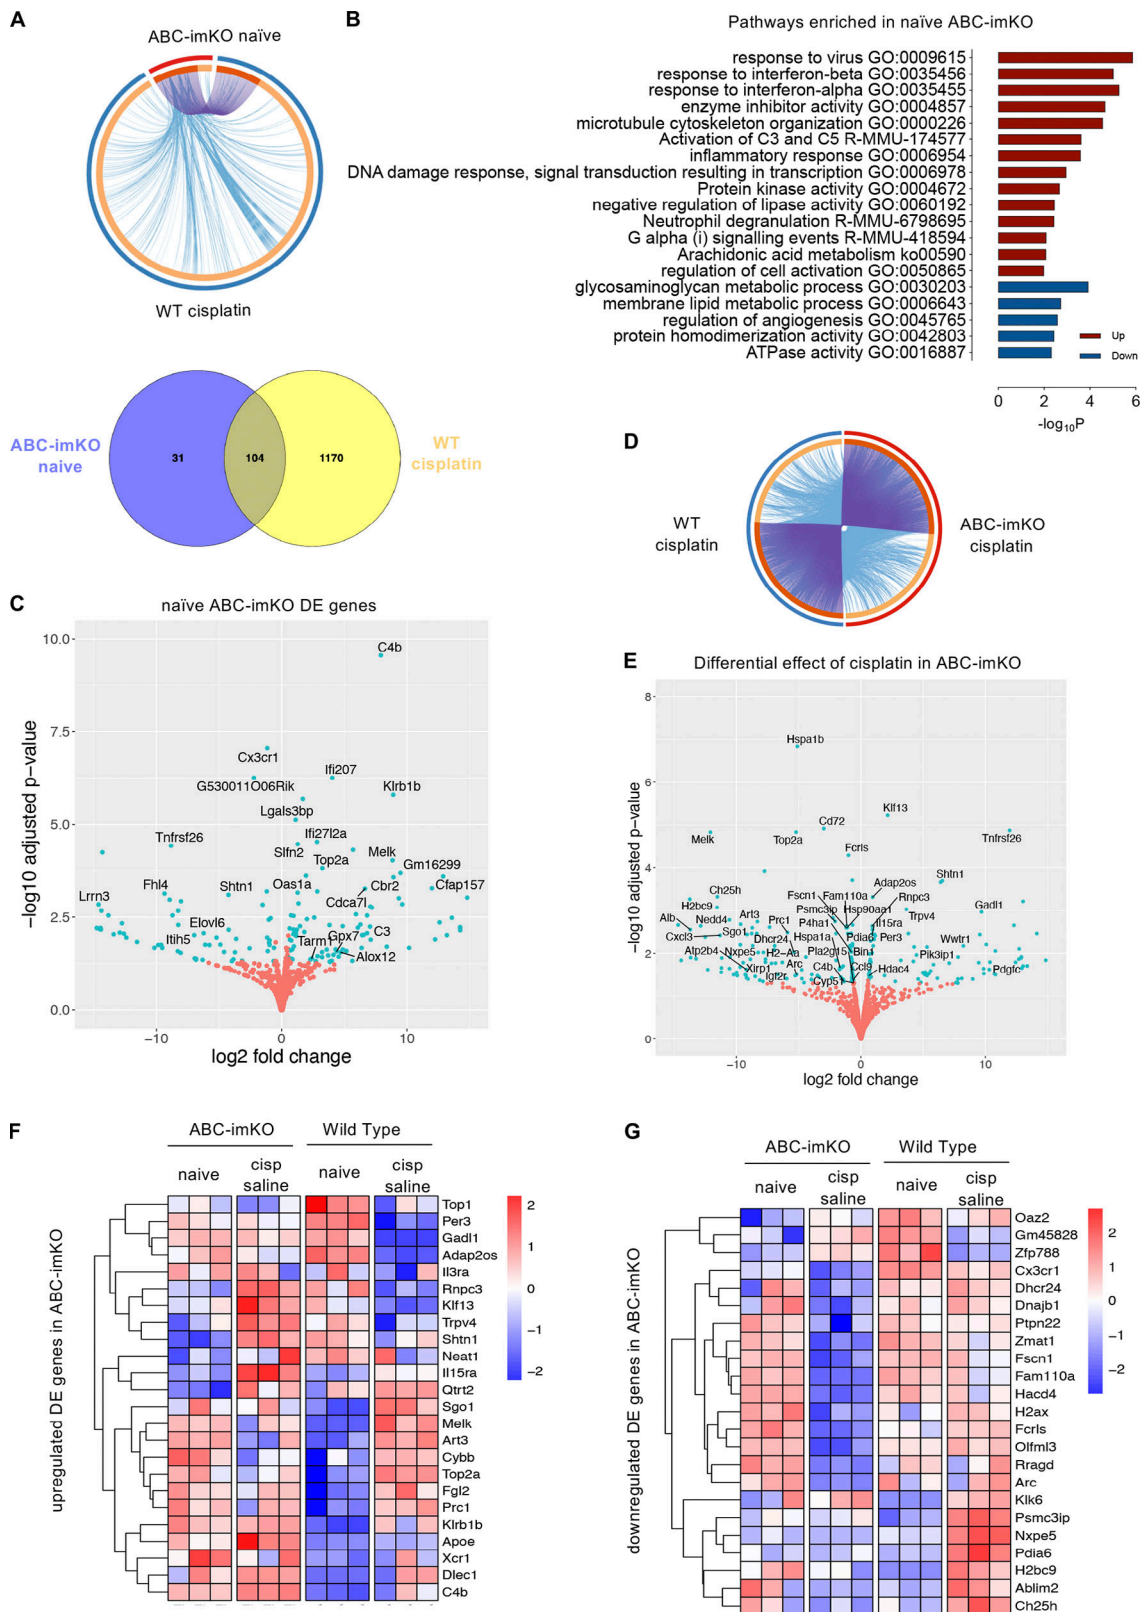 A
ABC-imKO naïve
WT cisplatin
ABC-imKO
naive
31
104
1170
WT
cisplatin
B
Pathways enriched in naïve ABC-imKO
response to virus GO:0009615
response to interferon-beta GO:0035456
response to interferon-alpha GO:0035455
enzyme inhibitor activity GO:0004857
microtubule cytoskeleton organization GO:0000226
Activation of C3 and C5 R-MMU-174577
inflammatory response GO:0006954
DNA damage response, signal transduction resulting in transcription GO:0006978
Protein kinase activity GO:0004672
negative regulation of lipase activity GO:0060192
Neutrophil degranulation R-MMU-6798695
G alpha (i) signalling events R-MMU-418594
Arachidonic acid metabolism ko00590
regulation of cell activation GO:0050865
glycosaminoglycan metabolic process GO:0030203
membrane lipid metabolic process GO:0006643
regulation of angiogenesis GO:0045765
protein homodimerization activity GO:0042803
ATPase activity GO:0016887
Up
Down
0 2 4 6
-log10P
C
naïve ABC-imKO DE genes
10.0
7.5
5.0
2.5
0.0
-log10 adjusted p-value
C4b
Cx3cr1
G530011O06Rik
Ifi207
Klrb1b
Lgals3bp
Tnfrsf26
Ifi27l2a
Slfn2
Top2a
Melk
Gm16299
Fhl4
Shtn1
Oas1a
Cbr2
Cfap157
Lrrn3
Cdca7l
Elovl6
C3
Itih5
Tarm1
Gpx7
Alox12
-10 0 10
log2 fold change
D
WT
cisplatin
ABC-imKO
cisplatin
E
Differential effect of cisplatin in ABC-imKO
8
6
4
2
0
-log10 adjusted p-value
Hspa1b
Klf13
Cd72
Melk
Top2a
Tnfrsf26
Fcrls
Shtn1
Adap2os
Ch25h
Fscn1
Fam110a
Rnpc3
H2bc9
Psmc3ip
Hsp90aa1
Gadl1
Alb
Nedd4
Art3
Prc1
P4ha1
Il15ra
Trpv4
Cxcl3
Sgo1
Dhcr24
Hspa1a
Pdia6
Per3
Wwtr1
Atp2b4
Nxpe5
H2-Aa
Pla2g15
Bin1
Pik3ip1
Xirp1
Igf2r
Arc
C4b
Ccl9
Hdac4
Pdgfc
Cyp51
-10 0 10
log2 fold change
F
ABC-imKO
Wild Type
naive
cisp
saline
naive
cisp
saline
upregulated DE genes in ABC-imKO
Top1
Per3
Gadl1
Adap2os
Il3ra
Rnpc3
Klf13
Trpv4
Shtn1
Neat1
Il15ra
Qtrt2
Sgo1
Melk
Art3
Cybb
Top2a
Fgl2
Prc1
Klrb1b
Apoe
Xcr1
Dlec1
C4b
2
1
0
-1
-2
G
ABC-imKO
Wild Type
naive
cisp
saline
naive
cisp
saline
downregulated DE genes in ABC-imKO
Oaz2
Gm45828
Zfp788
Cx3cr1
Dhcr24
Dnajb1
Ptpn22
Zmat1
Fscn1
Fam110a
Hacd4
H2ax
Fcrls
Olfml3
Rragd
Arc
Klk6
Psmc3ip
Nxpe5
Pdia6
H2bc9
Ablim2
Ch25h
2
1
0
-1
-2